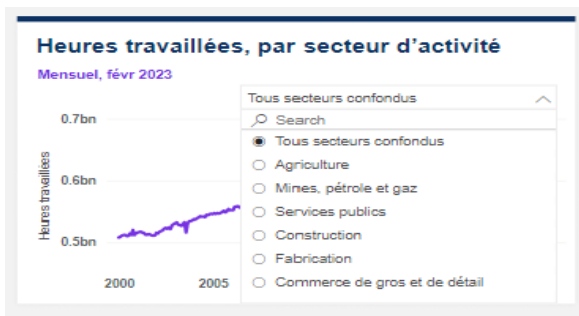 Heures travaillées, par secteur d'activité
Mensuel, févr 2023
Tous secteurs confondus
Search
Tous secteurs confondus
Agriculture
Mines, pétrole et gaz
Services publics
Construction
Fabrication
Commerce de gros et de détail
Heures travaillées
0.7bn
0.6bn
0.5bn
2000 2005